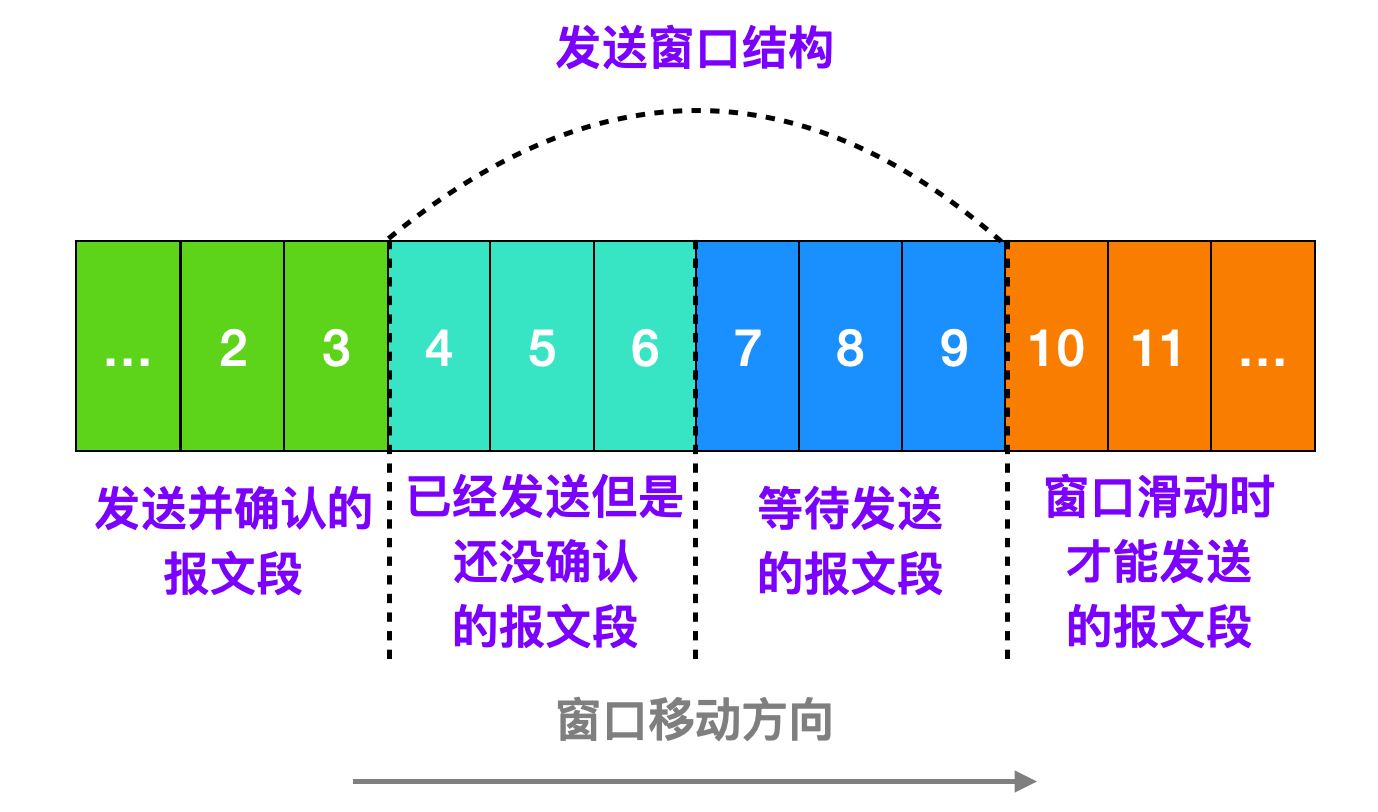 发送窗口结构
... 2 3 4 5 6 7 8 9 10 11 ...
发送并确认的
报文段
已经发送但是
还没确认
的报文段
等待发送
的报文段
窗口滑动时
才能发送
的报文段
窗口移动方向